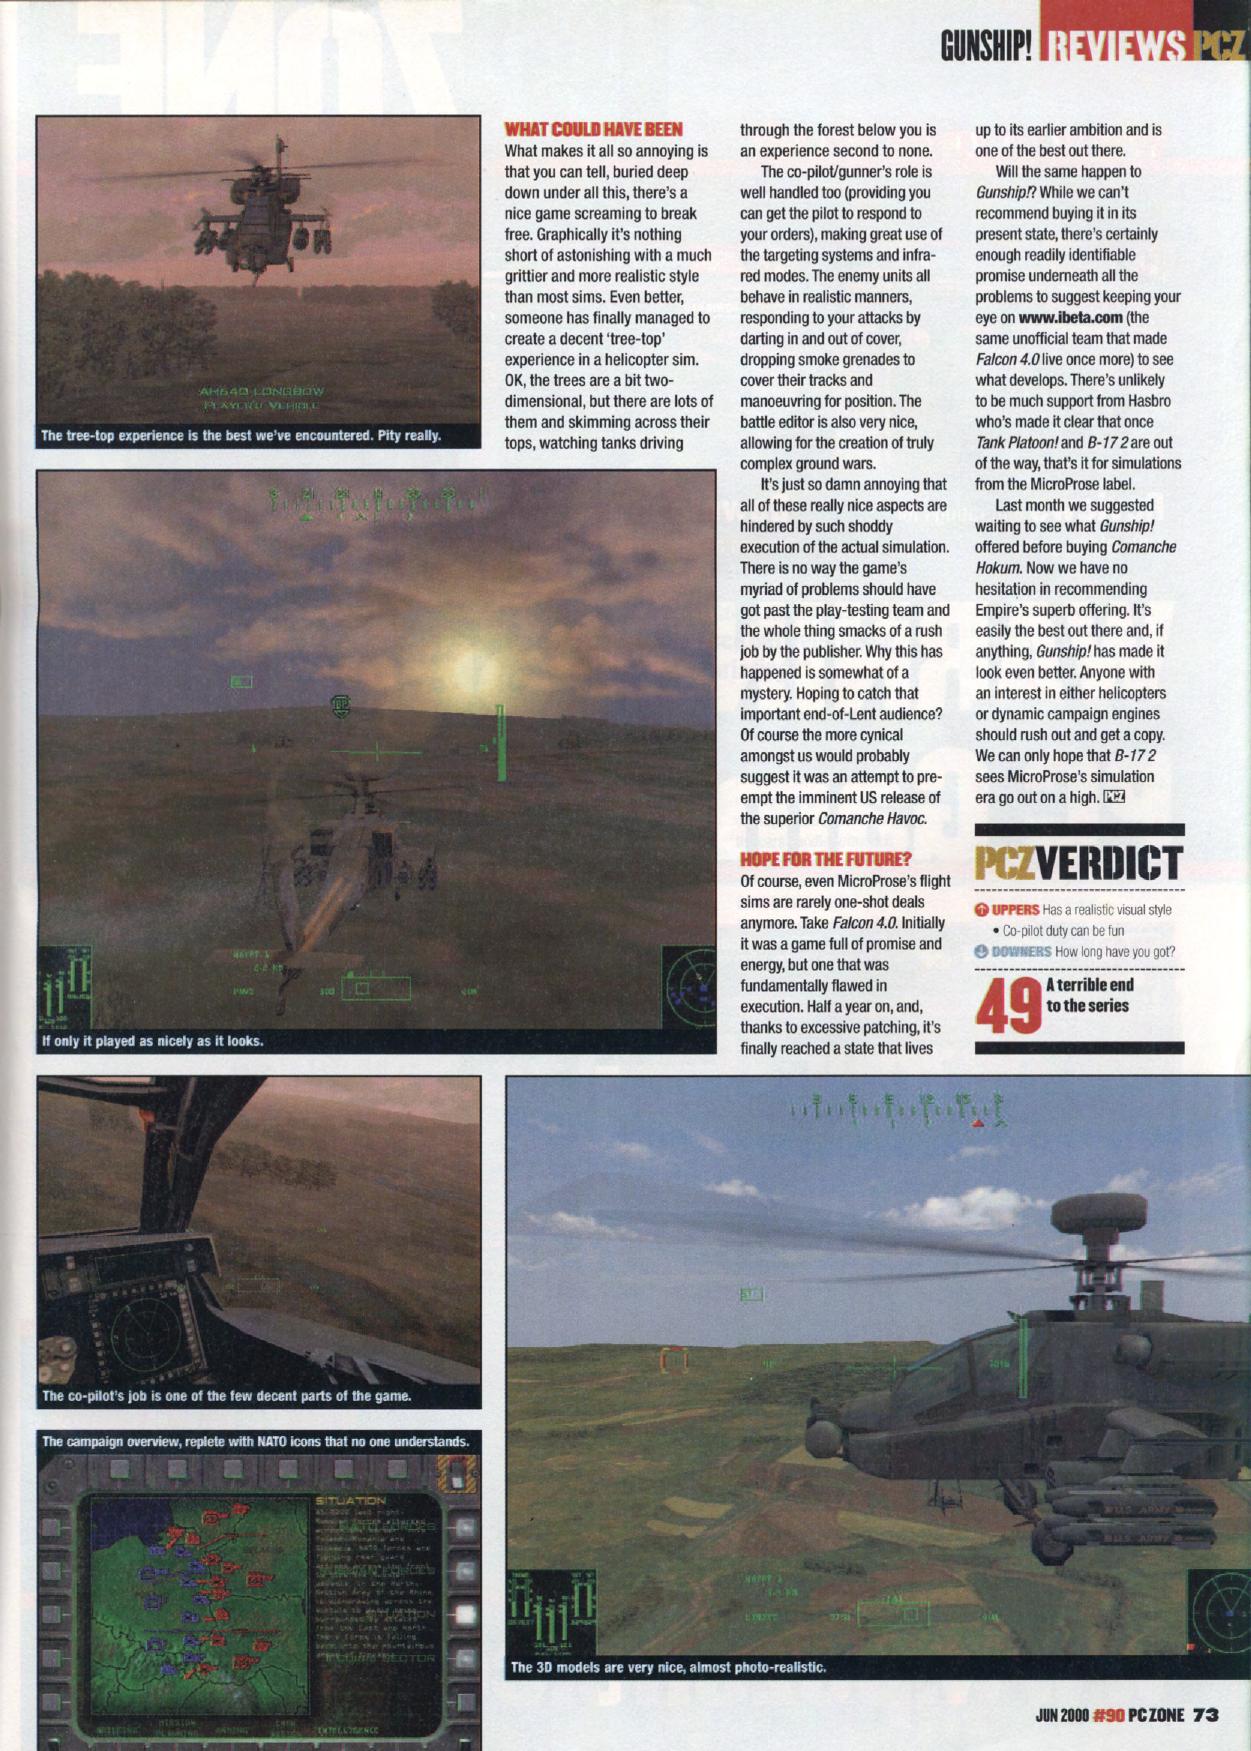 GUNSHIP! REVIEWS PCZ
AH64D LONGBOW
PLAYER'S VEHICLE
The tree-top experience is the best we've encountered. Pity really.
WHAT COULD HAVE BEEN
What makes it all so annoying is
that you can tell, buried deep
down under all this, there's a
nice game screaming to break
free. Graphically it's nothing
short of astonishing with a much
grittier and more realistic style
than most sims. Even better,
someone has finally managed to
create a decent 'tree-top'
experience in a helicopter sim.
OK, the trees are a bit two-
dimensional, but there are lots of
them and skimming across their
tops, watching tanks driving
through the forest below you is
an experience second to none.
The co-pilot/gunner's role is
well handled too (providing you
can get the pilot to respond to
your orders), making great use of
the targeting systems and infra-
red modes. The enemy units all
behave in realistic manners,
responding to your attacks by
darting in and out of cover,
dropping smoke grenades to
cover their tracks and
manoeuvring for position. The
battle editor is also very nice,
allowing for the creation of truly
complex ground wars.
It's just so damn annoying that
all of these really nice aspects are
hindered by such shoddy
execution of the actual simulation.
There is no way the game's
myriad of problems should have
got past the play-testing team and
the whole thing smacks of a rush
job by the publisher. Why this has
happened is somewhat of a
mystery. Hoping to catch that
important end-of-Lent audience?
Of course the more cynical
amongst us would probably
suggest it was an attempt to pre-
empt the imminent US release of
the superior Comanche Havoc.
HOPE FOR THE FUTURE?
Of course, even MicroProse's flight
sims are rarely one-shot deals
anymore. Take Falcon 4.0. Initially
it was a game full of promise and
energy, but one that was
fundamentally flawed in
execution. Half a year on, and,
thanks to excessive patching, it's
finally reached a state that lives
up to its earlier ambition and is
one of the best out there.
Will the same happen to
Gunship!? While we can't
recommend buying it in its
present state, there's certainly
enough readily identifiable
promise underneath all the
problems to suggest keeping your
eye on www.ibeta.com (the
same unofficial team that made
Falcon 4.0 live once more) to see
what develops. There's unlikely
to be much support from Hasbro
who's made it clear that once
Tank Platoon! and B-17 2 are out
of the way, that's it for simulations
from the MicroProse label.
Last month we suggested
waiting to see what Gunship!
offered before buying Comanche
Hokum. Now we have no
hesitation in recommending
Empire's superb offering. It's
easily the best out there and, if
anything, Gunship! has made it
look even better. Anyone with
an interest in either helicopters
or dynamic campaign engines
should rush out and get a copy.
We can only hope that B-17 2
sees MicroProse's simulation
era go out on a high. PCZ
PCZVERDICT
UPPERS Has a realistic visual style
• Co-pilot duty can be fun
DOWNERS How long have you got?
49 A terrible end
to the series
If only it played as nicely as it looks.
The co-pilot's job is one of the few decent parts of the game.
The campaign overview, replete with NATO icons that no one understands.
SITUATION
INTELLIGENCE
The 3D models are very nice, almost photo-realistic.
JUN 2000 #90 PC ZONE 73